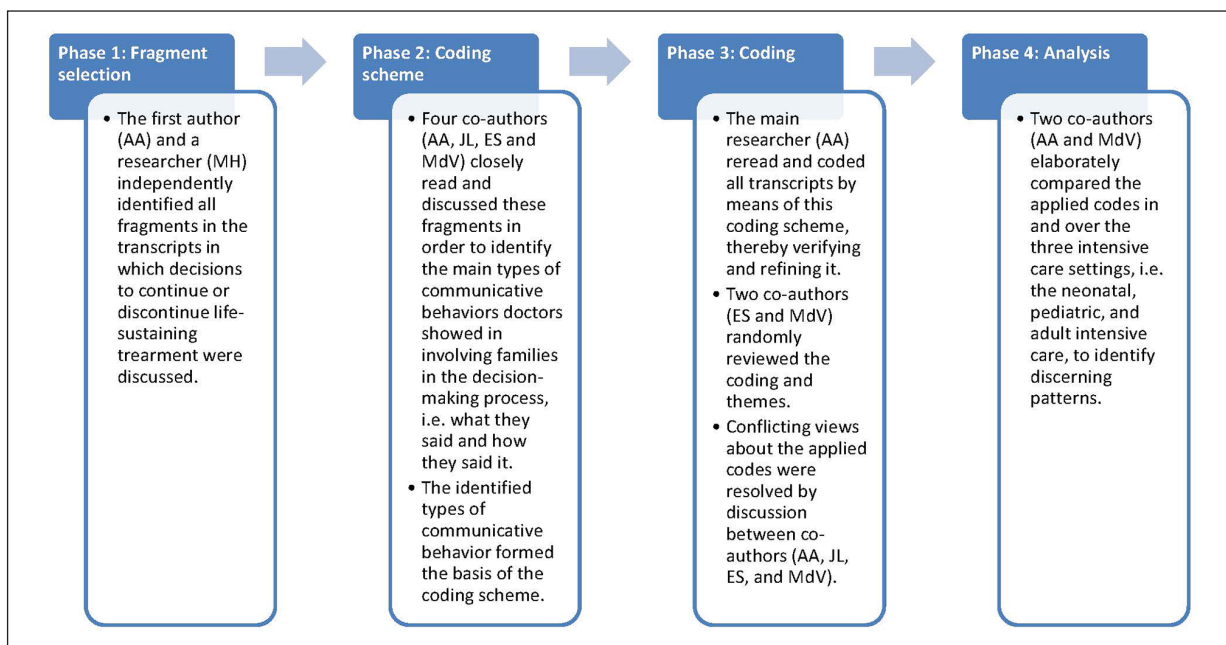 Phase 1: Fragment
selection
• The first author
(AA) and a
researcher (MH)
independently
identified all
fragments in the
transcripts in
which decisions
to continue or
discontinue life-
sustaining
trearment were
discussed.
Phase 2: Coding
scheme
• Four co-authors
(AA, JL, ES and
MdV) closely
read and
discussed these
fragments in
order to identify
the main types of
communicative
behaviors doctors
showed in
involving families
in the decision-
making process,
i.e. what they
said and how
they said it.
• The identified
types of
communicative
behavior formed
the basis of the
coding scheme.
Phase 3: Coding
• The main
researcher (AA)
reread and coded
all transcripts by
means of this
coding scheme,
thereby verifying
and refining it.
• Two co-authors
(ES and MdV)
randomly
reviewed the
coding and
themes.
• Conflicting views
about the applied
codes were
resolved by
discussion
between co-
authors (AA, JL,
ES, and MdV).
Phase 4: Analysis
• Two co-authors
(AA and MdV)
elaborately
compared the
applied codes in
and over the
three intensive
care settings, i.e.
the neonatal,
pediatric, and
adult intensive
care, to identify
discerning
patterns.